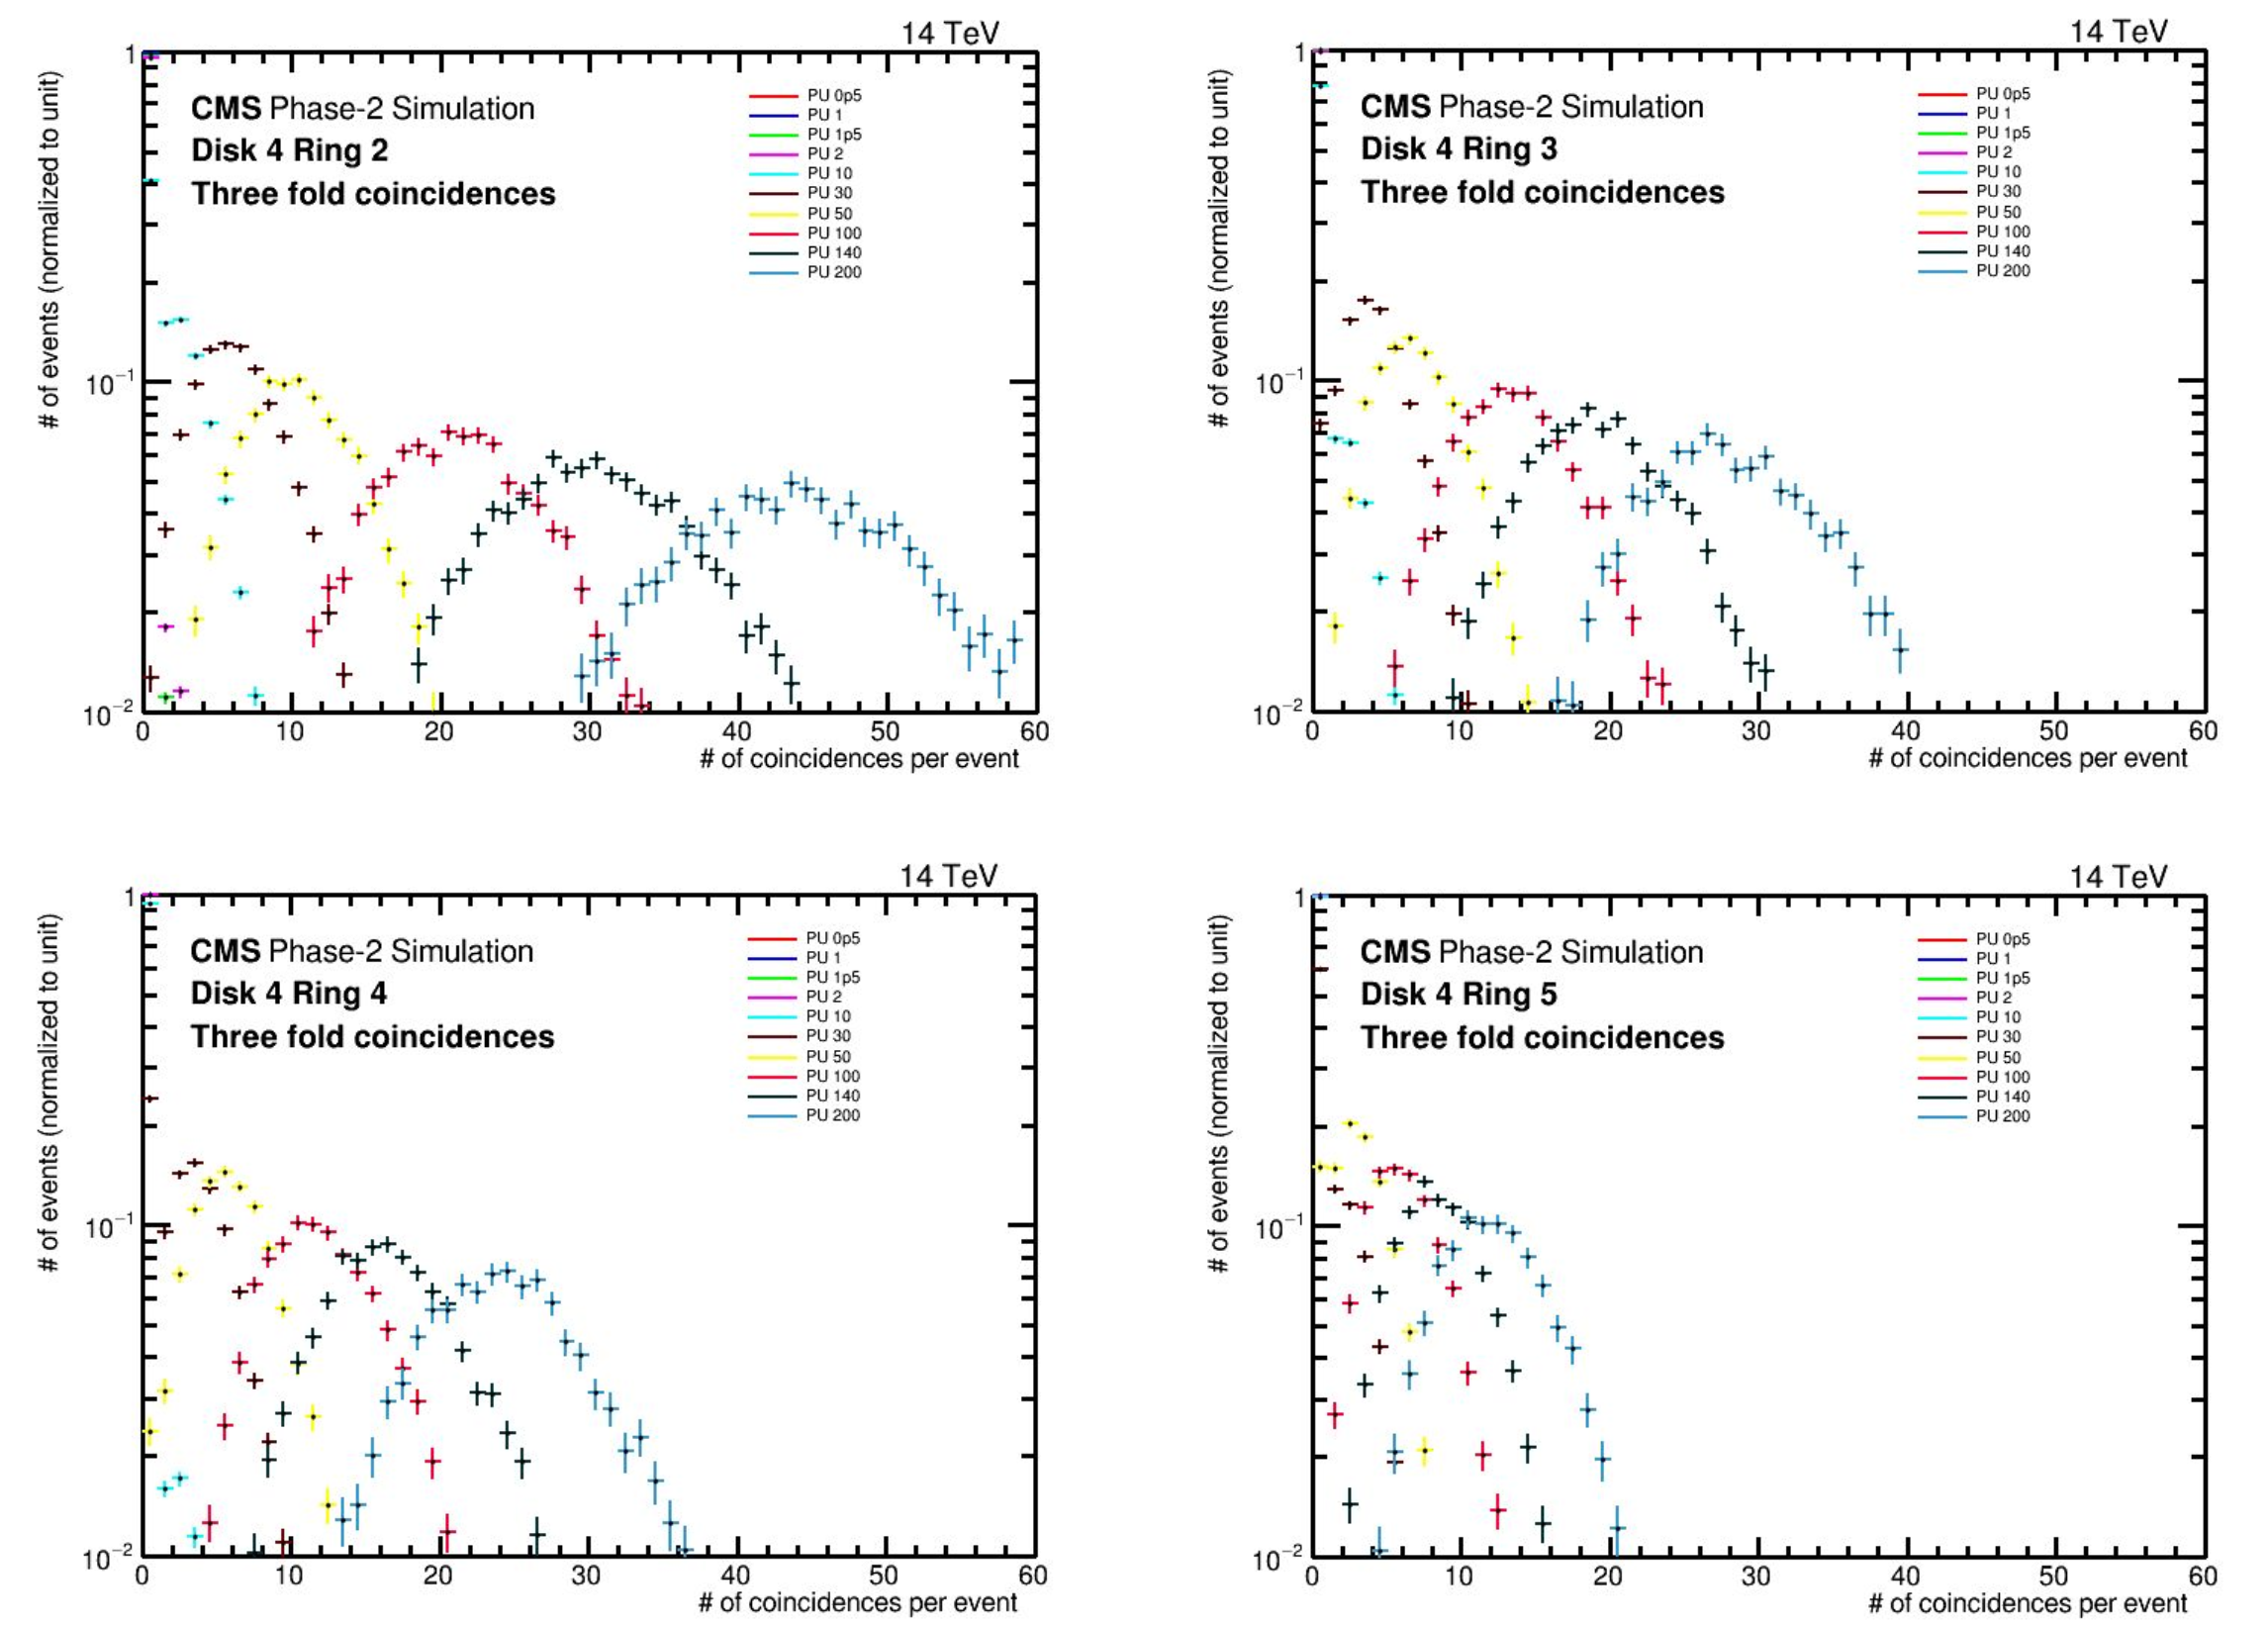 14 TeV
# of events (normalized to unit)
CMS Phase-2 Simulation
Disk 4 Ring 2
Three fold coincidences
PU 0p5
PU 1
PU 1p5
PU 2
PU 10
PU 30
PU 50
PU 100
PU 140
PU 200
1
10−1
10−2
0 10 20 30 40 50 60
# of coincidences per event
14 TeV
# of events (normalized to unit)
CMS Phase-2 Simulation
Disk 4 Ring 3
Three fold coincidences
PU 0p5
PU 1
PU 1p5
PU 2
PU 10
PU 30
PU 50
PU 100
PU 140
PU 200
1
10−1
10−2
0 10 20 30 40 50 60
# of coincidences per event
14 TeV
# of events (normalized to unit)
CMS Phase-2 Simulation
Disk 4 Ring 4
Three fold coincidences
PU 0p5
PU 1
PU 1p5
PU 2
PU 10
PU 30
PU 50
PU 100
PU 140
PU 200
1
10−1
10−2
0 10 20 30 40 50 60
# of coincidences per event
14 TeV
# of events (normalized to unit)
CMS Phase-2 Simulation
Disk 4 Ring 5
Three fold coincidences
PU 0p5
PU 1
PU 1p5
PU 2
PU 10
PU 30
PU 50
PU 100
PU 140
PU 200
1
10−1
10−2
0 10 20 30 40 50 60
# of coincidences per event